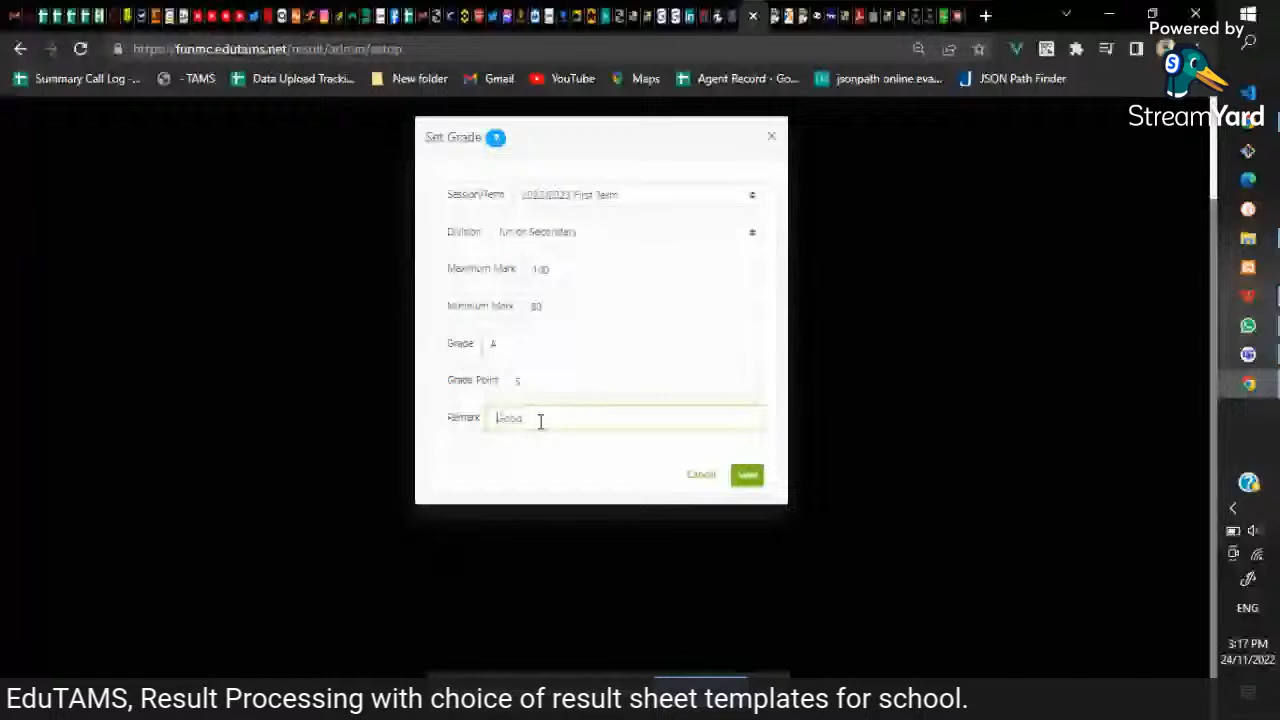 Powered by
StreamYard
https://funmc.edutams.net/result/admin/setup
Summary Call Log -...
- TAMS
Data Upload Tracki...
New folder
Gmail
YouTube
Maps
Agent Record - Go...
jsonpath online eva...
JSON Path Finder
Set Grade ?
Session/Term 2022/2023 First Term
Division Junior Secondary
Maximum Mark 100
Minimum Mark 80
Grade A
Grade Point 5
Remark
Cancel Save
ENG
3:17 PM
24/11/2022
EduTAMS, Result Processing with choice of result sheet templates for school.